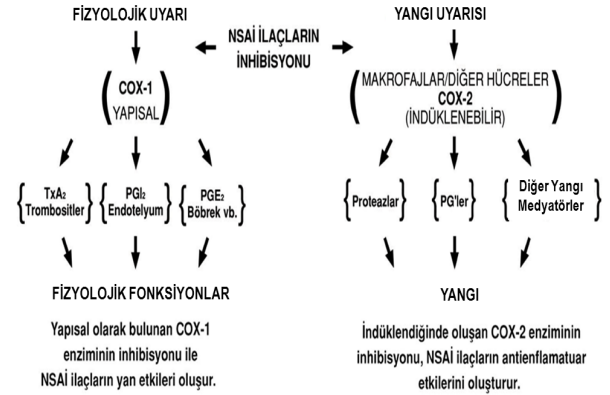 FİZYOLOJİK UYARI
YANGI UYARISI
NSAİ İLAÇLARIN
İNHİBİSYONU
COX-1
YAPISAL
MAKROFAJLAR/DİĞER HÜCRELER
COX-2
(İNDÜKLENEBİLİR)
TxA₂
Trombositler
PGI₂
Endotelyum
PGE₂
Böbrek vb.
Proteazlar
PG'ler
Diğer Yangı
Medyatörler
FİZYOLOJİK FONKSİYONLAR
YANGI
Yapısal olarak bulunan COX-1
enziminin inhibisyonu ile
NSAİ ilaçların yan etkileri oluşur.
İndüklendiğinde oluşan COX-2 enziminin
inhibisyonu, NSAİ ilaçların antienflamatuar
etkilerini oluşturur.